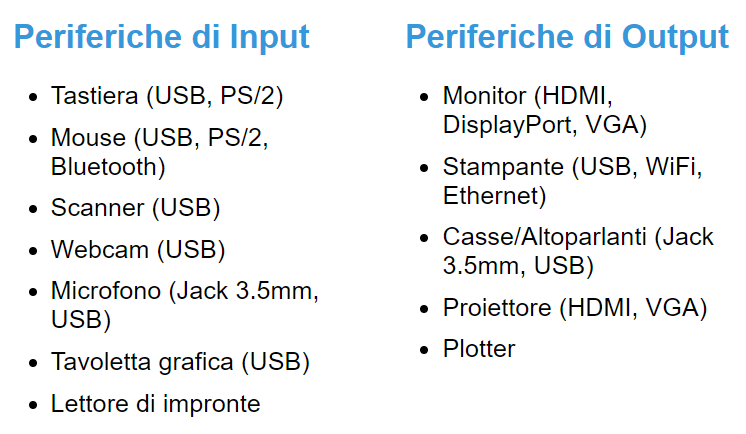 Periferiche di Input
• Tastiera (USB, PS/2)
• Mouse (USB, PS/2,
Bluetooth)
• Scanner (USB)
• Webcam (USB)
• Microfono (Jack 3.5mm,
USB)
• Tavoletta grafica (USB)
• Lettore di impronte
Periferiche di Output
• Monitor (HDMI,
DisplayPort, VGA)
• Stampante (USB, WiFi,
Ethernet)
• Casse/Altoparlanti (Jack
3.5mm, USB)
• Proiettore (HDMI, VGA)
• Plotter